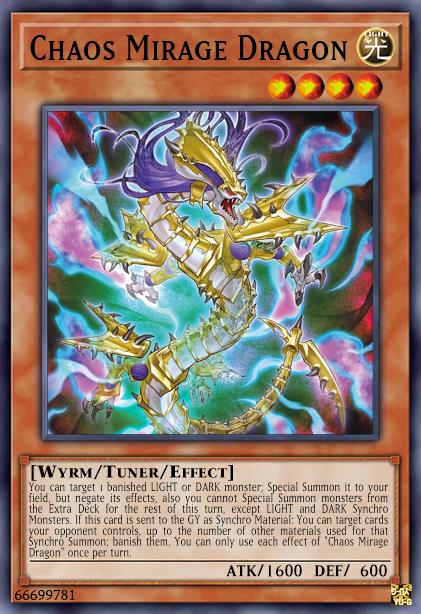 Chaos Mirage Dragon
LIGHT
光
[Wyrm/Tuner/Effect]
You can target 1 banished LIGHT or DARK monster; Special Summon it to your
field, but negate its effects, also you cannot Special Summon monsters from
the Extra Deck for the rest of this turn, except LIGHT and DARK Synchro
Monsters. If this card is sent to the GY as Synchro Material: You can target cards
your opponent controls, up to the number of other materials used for that
Synchro Summon; banish them. You can only use each effect of "Chaos Mirage
Dragon" once per turn.
ATK/1600 DEF/ 600
66699781